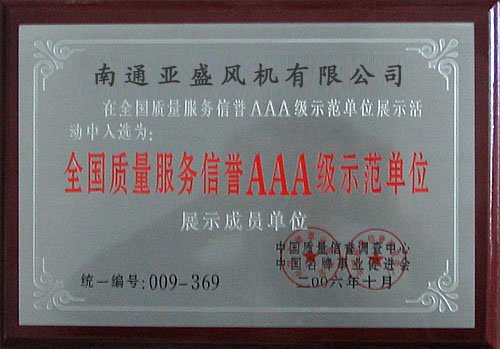 南通亚盛风机有限公司
在全国质量服务信誉AAA级示范单位展示活
动中入选为:
全国质量服务信誉AAA级示范单位
展示成员单位
中国质量信誉调查中心
中国名牌事业促进会
统一编号:009-369
二00六年十月